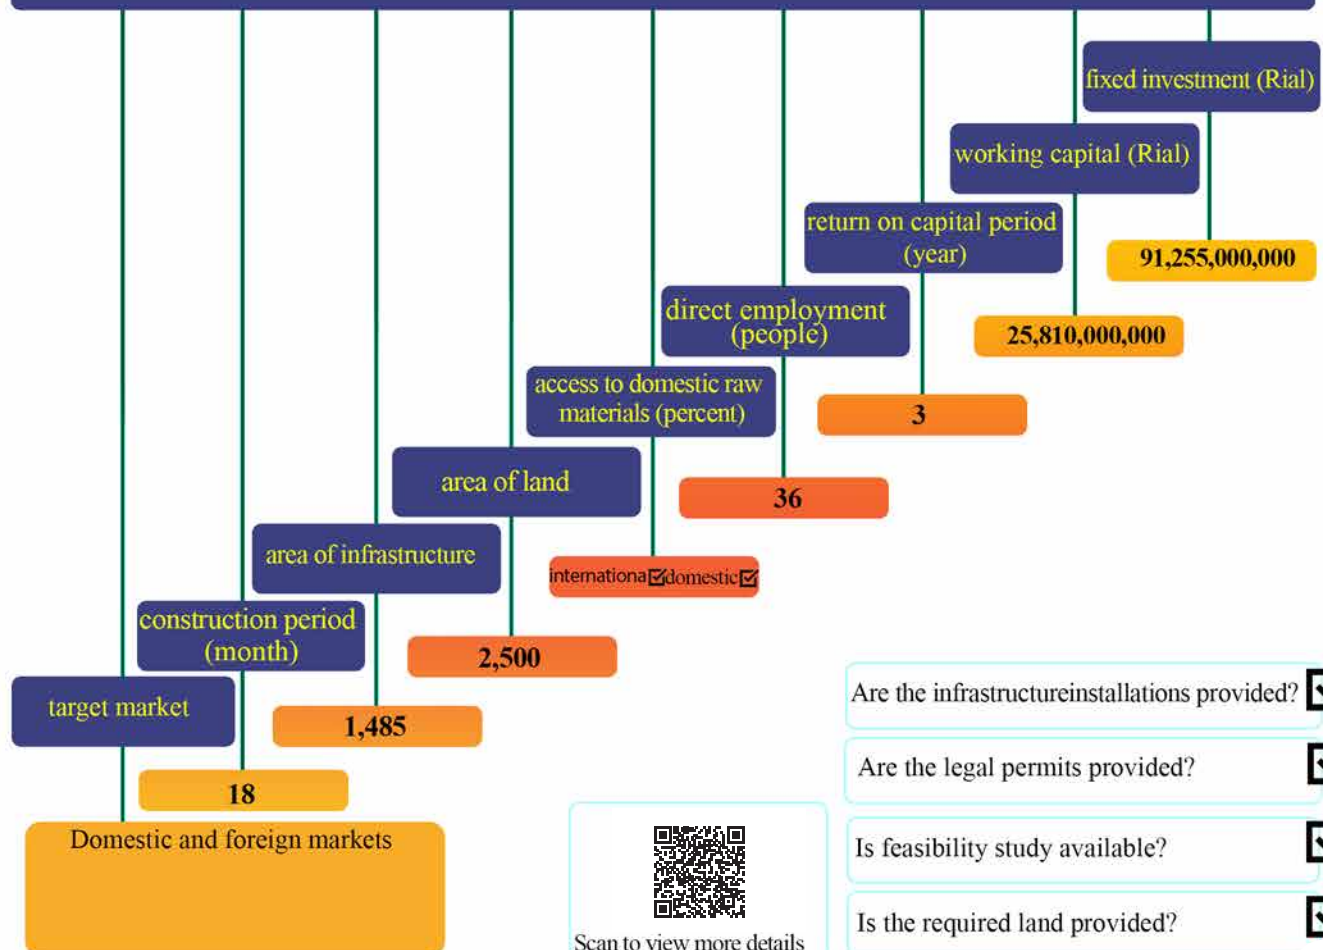 fixed investment (Rial)
working capital (Rial)
return on capital period
(year)
91,255,000,000
direct employment
(people)
25,810,000,000
access to domestic raw
materials (percent)
3
area of land
36
area of infrastructure
internationa☑domestic☑
construction period
(month)
2,500
target market
1,485
18
Domestic and foreign markets
Are the infrastructureinstallations provided?
Are the legal permits provided?
Is feasibility study available?
Is the required land provided?
Scan to view more details